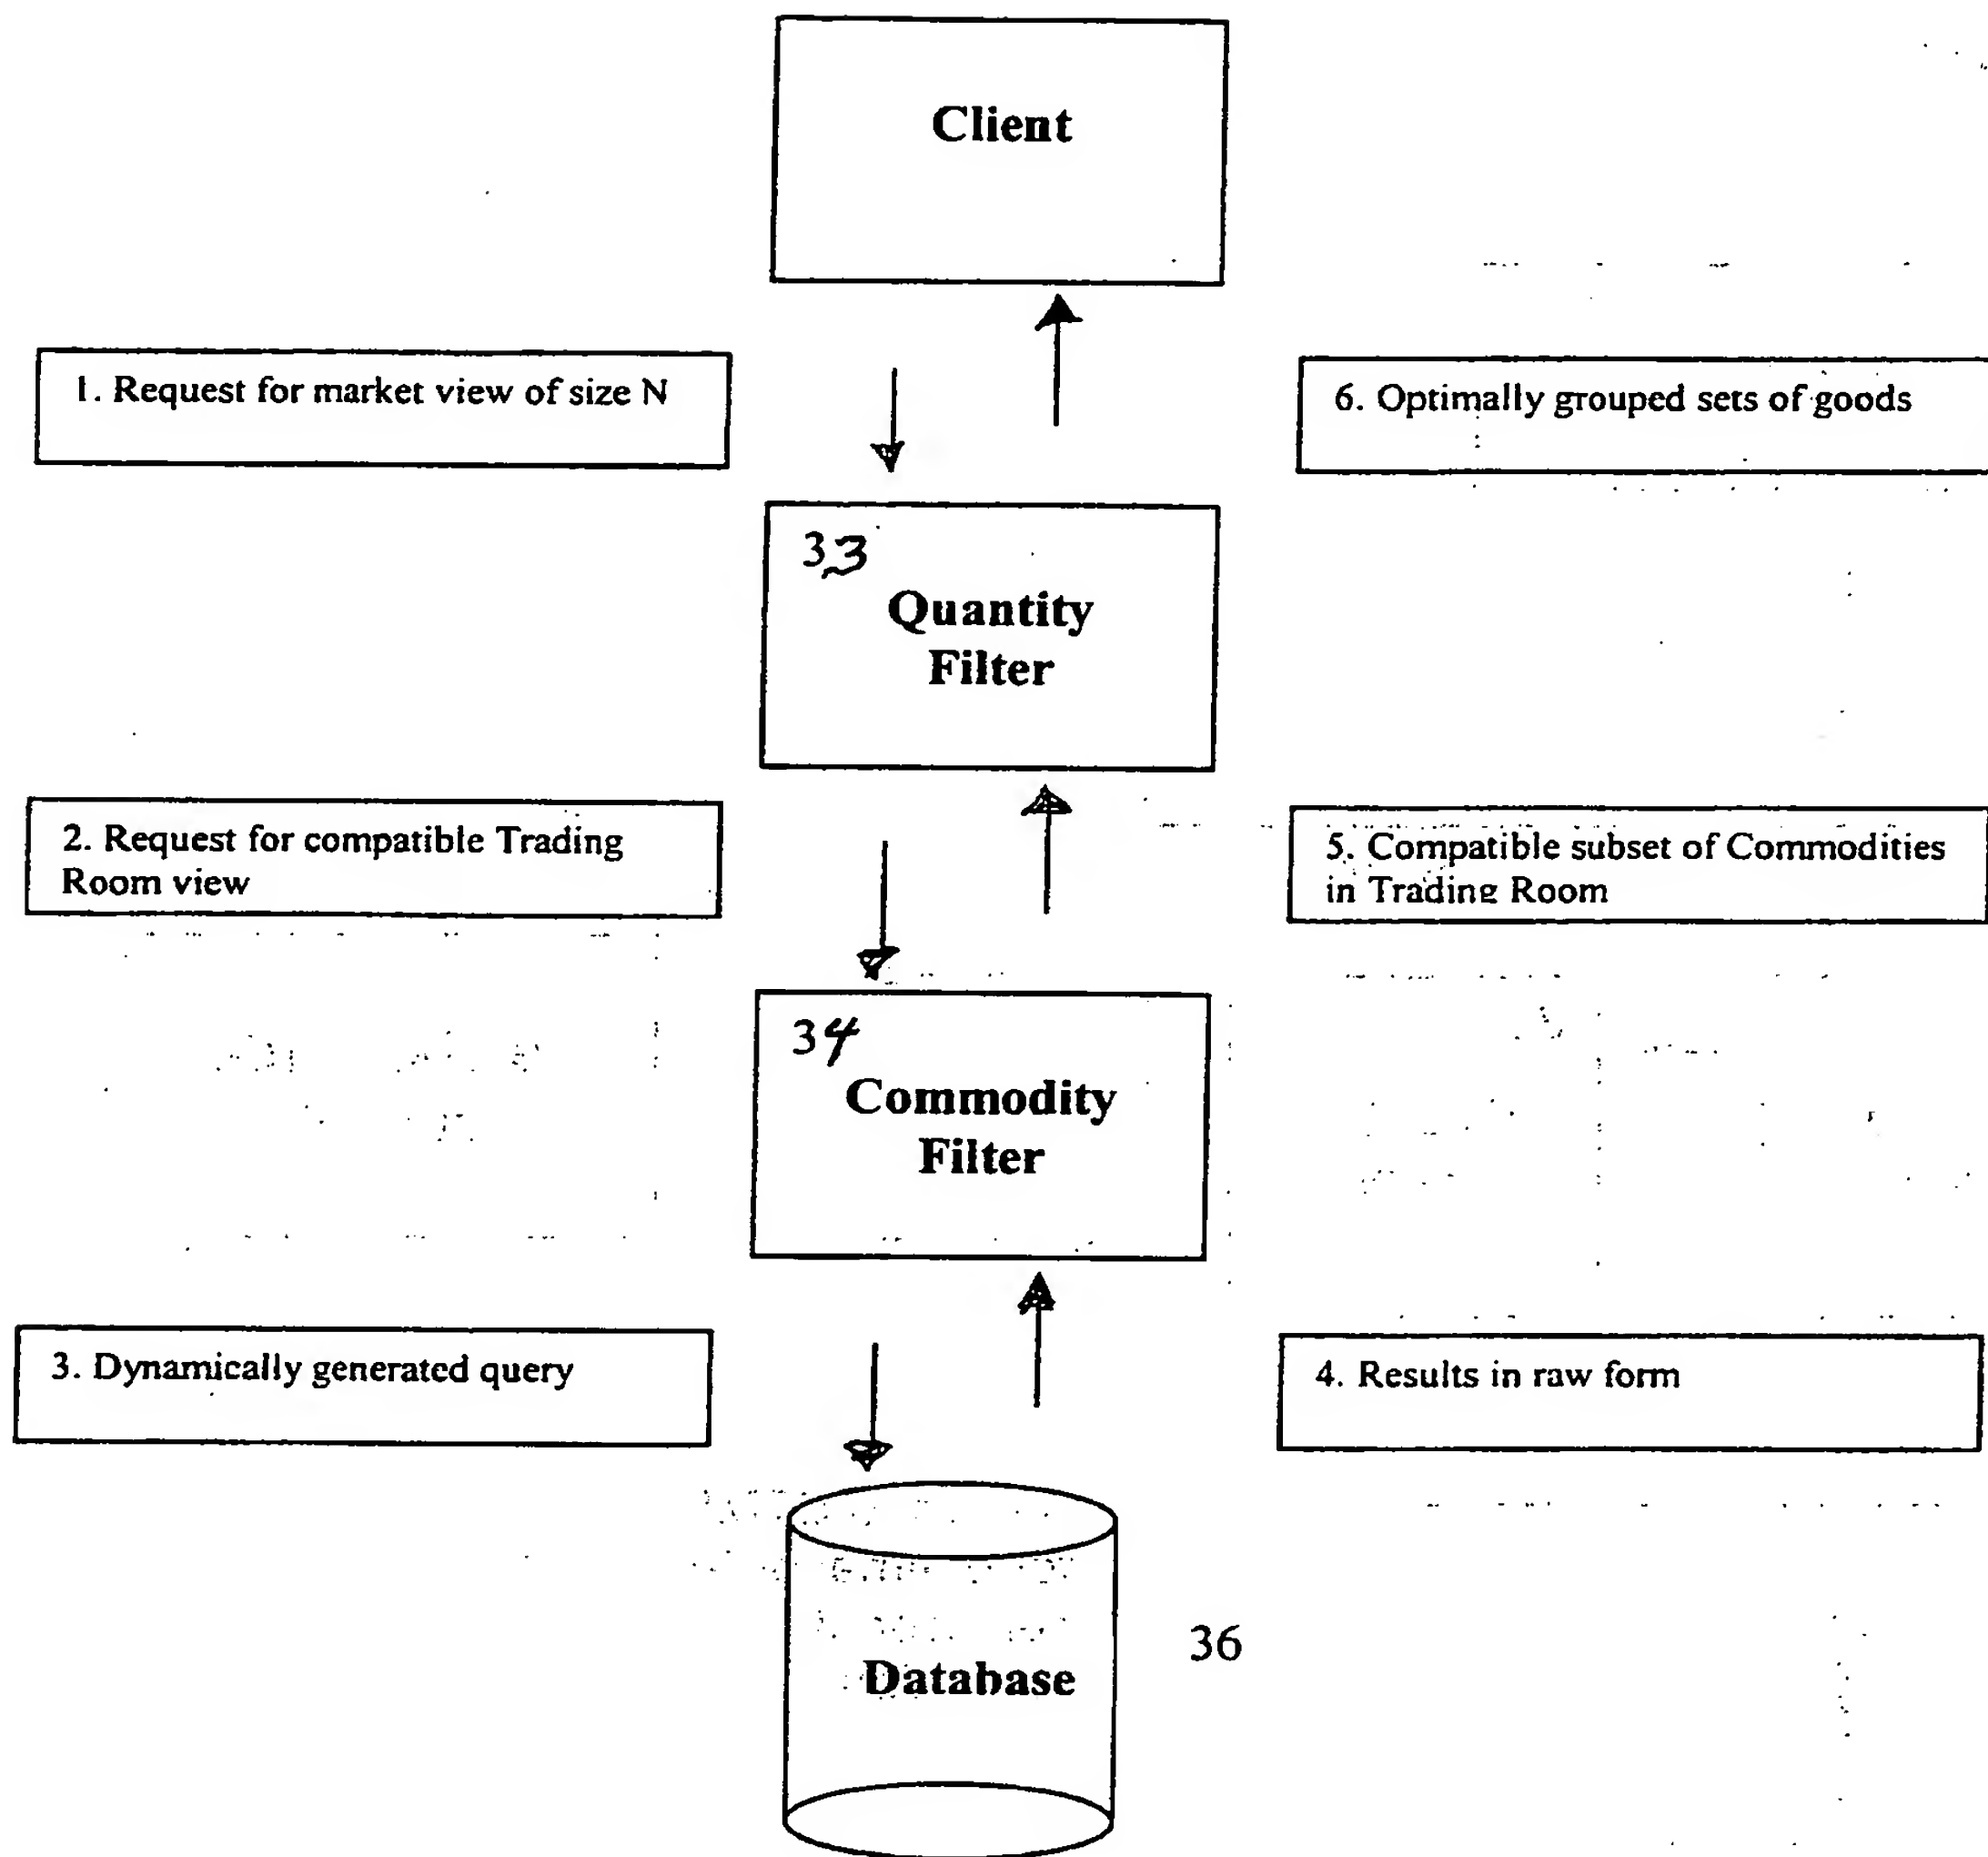 Client
1. Request for market view of size N
6. Optimally grouped sets of goods
33
Quantity
Filter
2. Request for compatible Trading
Room view
5. Compatible subset of Commodities
in Trading Room
34
Commodity
Filter
3. Dynamically generated query
4. Results in raw form
36
Database